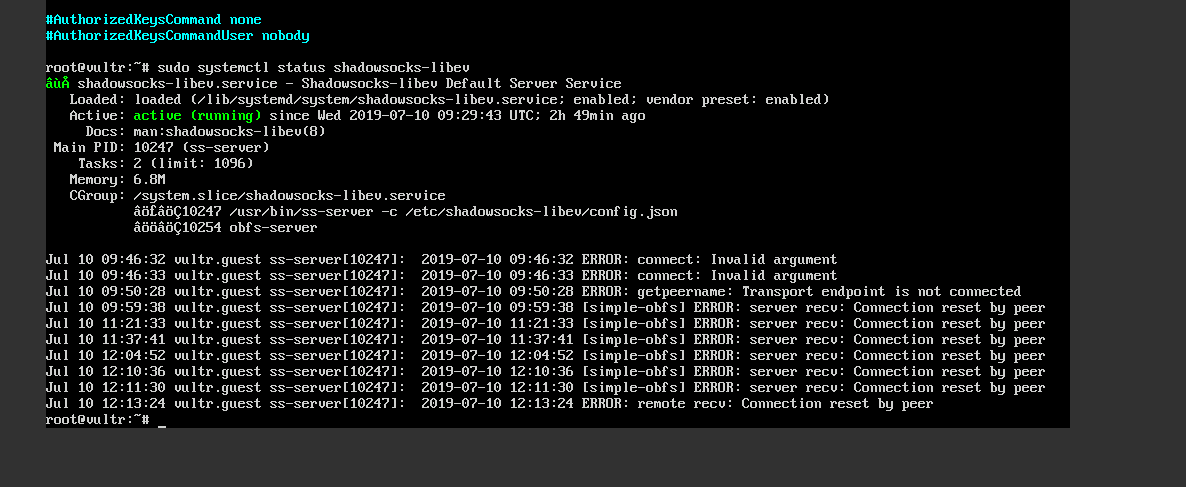 #AuthorizedKeysCommand none
#AuthorizedKeysCommandUser nobody
root@vultr:~# sudo systemctl status shadowsocks-libev
âùÅ shadowsocks-libev.service - Shadowsocks-libev Default Server Service
Loaded: loaded (/lib/systemd/system/shadowsocks-libev.service; enabled; vendor preset: enabled)
Active: active (running) since Wed 2019-07-10 09:29:43 UTC; 2h 49min ago
Docs: man:shadowsocks-libev(8)
Main PID: 10247 (ss-server)
Tasks: 2 (limit: 1096)
Memory: 6.8M
CGroup: /system.slice/shadowsocks-libev.service
âö£âöÇ10247 /usr/bin/ss-server -c /etc/shadowsocks-libev/config.json
âööâöÇ10254 obfs-server
Jul 10 09:46:32 vultr.guest ss-server[10247]: 2019-07-10 09:46:32 ERROR: connect: Invalid argument
Jul 10 09:46:33 vultr.guest ss-server[10247]: 2019-07-10 09:46:33 ERROR: connect: Invalid argument
Jul 10 09:50:28 vultr.guest ss-server[10247]: 2019-07-10 09:50:28 ERROR: getpeername: Transport endpoint is not connected
Jul 10 09:59:38 vultr.guest ss-server[10247]: 2019-07-10 09:59:38 [simple-obfs] ERROR: server recv: Connection reset by peer
Jul 10 11:21:33 vultr.guest ss-server[10247]: 2019-07-10 11:21:33 [simple-obfs] ERROR: server recv: Connection reset by peer
Jul 10 11:37:41 vultr.guest ss-server[10247]: 2019-07-10 11:37:41 [simple-obfs] ERROR: server recv: Connection reset by peer
Jul 10 12:04:52 vultr.guest ss-server[10247]: 2019-07-10 12:04:52 [simple-obfs] ERROR: server recv: Connection reset by peer
Jul 10 12:10:36 vultr.guest ss-server[10247]: 2019-07-10 12:10:36 [simple-obfs] ERROR: server recv: Connection reset by peer
Jul 10 12:11:30 vultr.guest ss-server[10247]: 2019-07-10 12:11:30 [simple-obfs] ERROR: server recv: Connection reset by peer
Jul 10 12:13:24 vultr.guest ss-server[10247]: 2019-07-10 12:13:24 ERROR: remote recv: Connection reset by peer
root@vultr:~# _